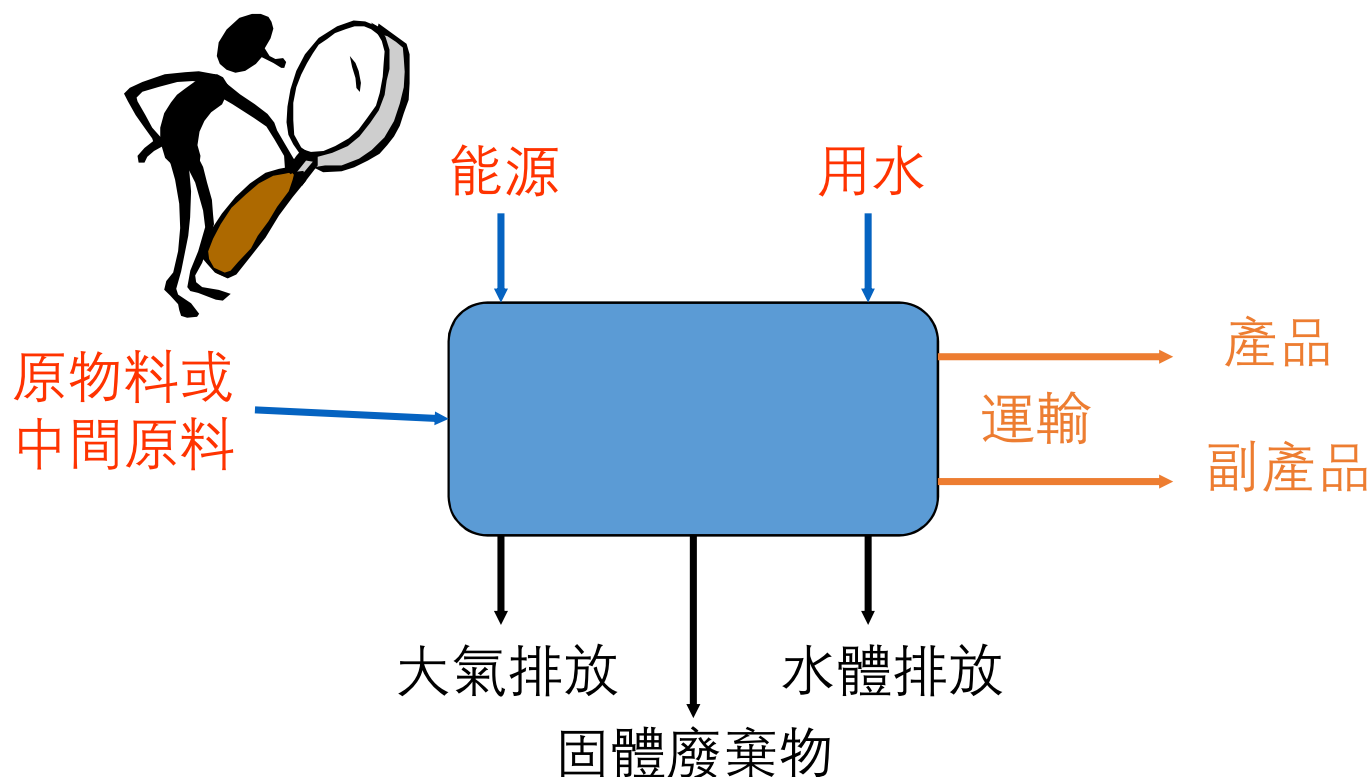 能源
用水
原物料或
中間原料
產品
運輸
副產品
大氣排放
水體排放
固體廢棄物